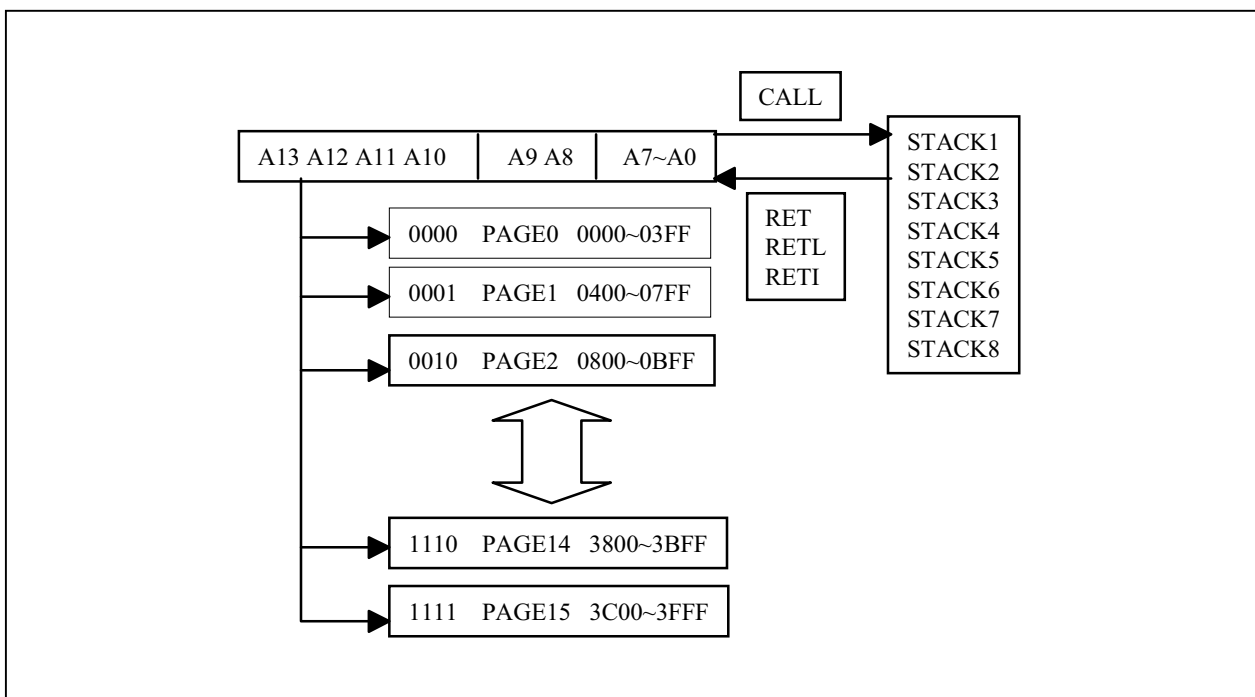 CALL
A13 A12 A11 A10 A9 A8 A7~A0
STACK1
STACK2
STACK3
STACK4
STACK5
STACK6
STACK7
STACK8
RET
RETL
RETI
0000 PAGE0 0000~03FF
0001 PAGE1 0400~07FF
0010 PAGE2 0800~0BFF
1110 PAGE14 3800~3BFF
1111 PAGE15 3C00~3FFF